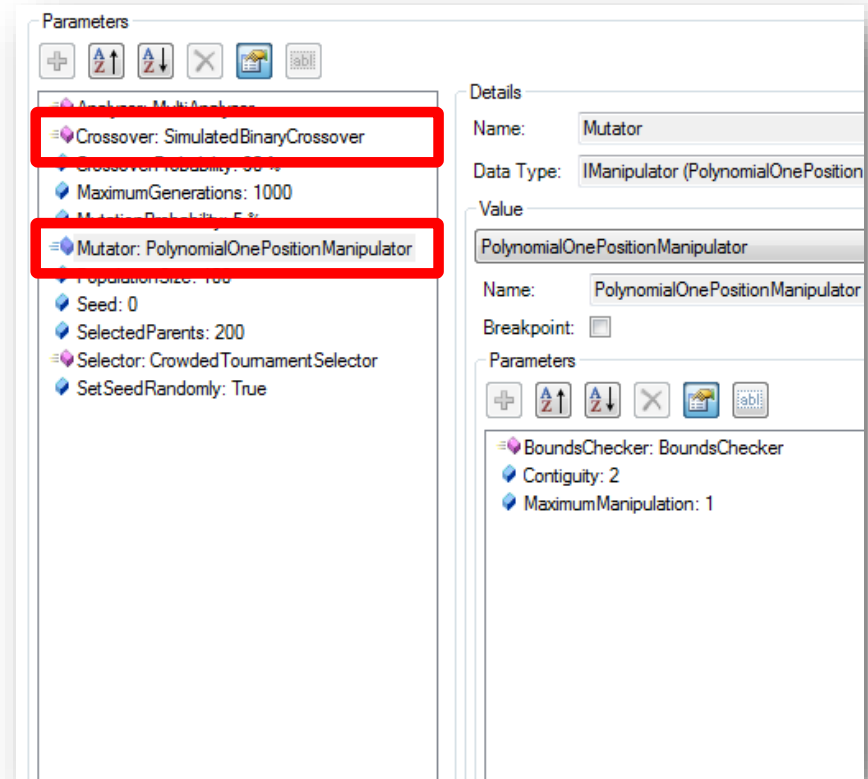 Parameters
Crossover: SimulatedBinaryCrossover
MaximumGenerations: 1000
Mutator: PolynomialOnePositionManipulator
Seed: 0
SelectedParents: 200
Selector: CrowdedTournamentSelector
SetSeedRandomly: True
Details
Name: Mutator
Data Type: IManipulator (PolynomialOnePosition
Value
PolynomialOnePositionManipulator
Name: PolynomialOnePositionManipulator
Breakpoint:
Parameters
BoundsChecker: BoundsChecker
Contiguity: 2
MaximumManipulation: 1